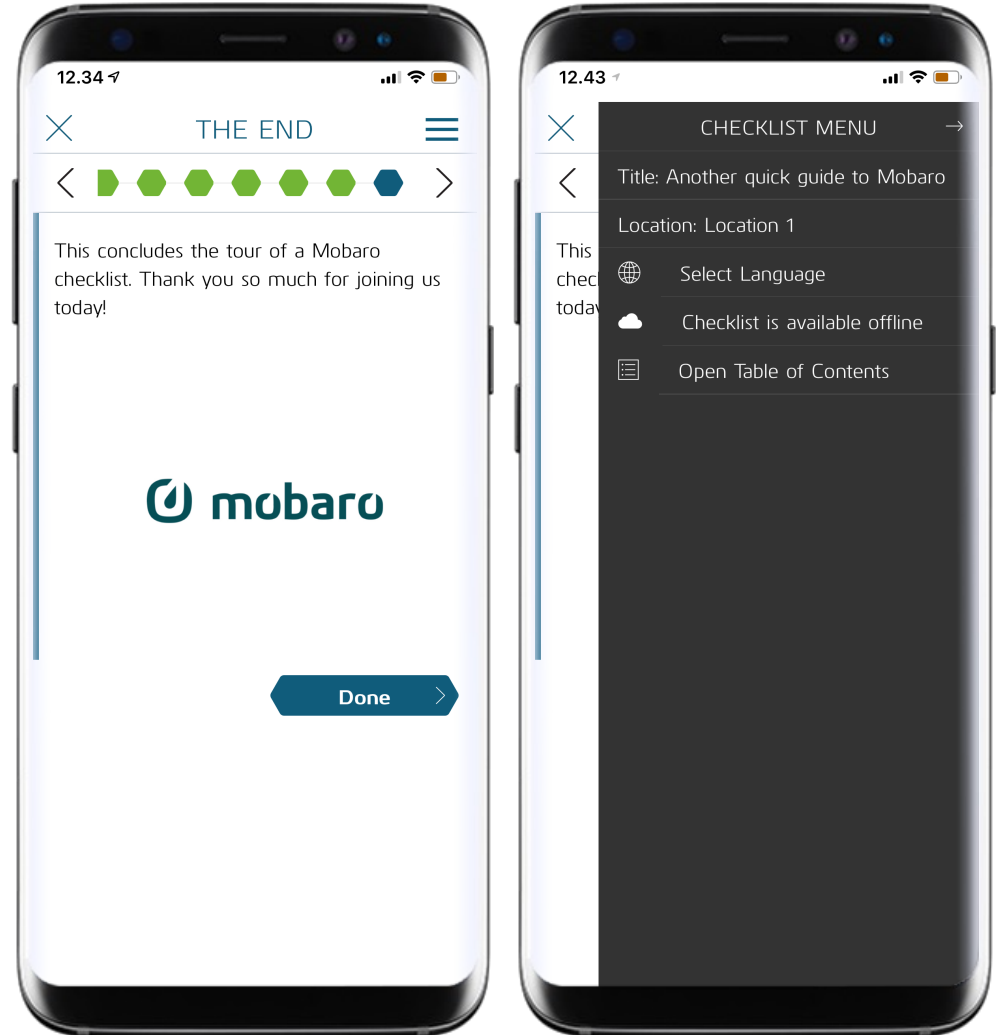 12.34
THE END
This concludes the tour of a Mobaro
checklist. Thank you so much for joining us
today!
mobaro
Done
12.43
CHECKLIST MENU
Title: Another quick guide to Mobaro
Location: Location 1
This
Select Language
chec
Checklist is available offline
today
Open Table of Contents